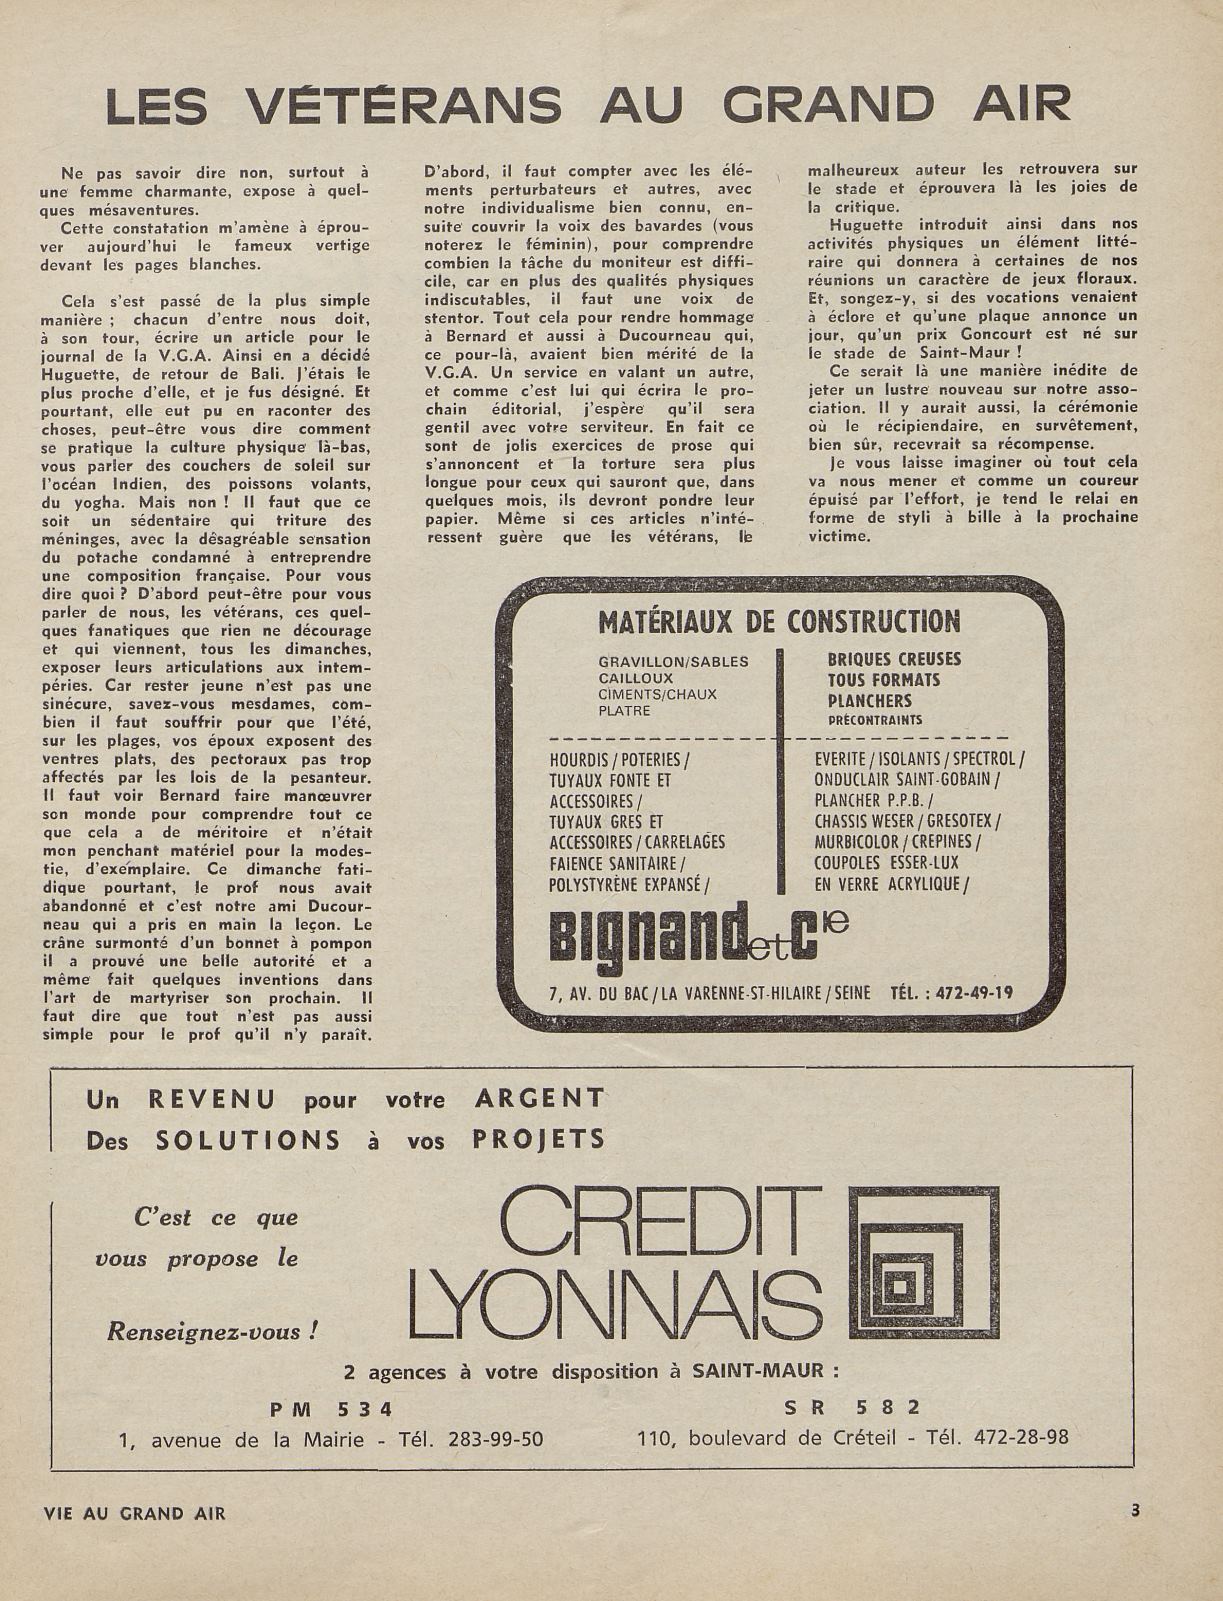 LES VÉTÉRANS AU GRAND AIR
Ne pas savoir dire non, surtout à
une femme charmante, expose à quel-
ques mésaventures.
Cette constatation m'amène à éprou-
ver aujourd'hui le fameux vertige
devant les pages blanches.
Cela s'est passé de la plus simple
manière ; chacun d'entre nous doit,
à son tour, écrire un article pour le
journal de la V.G.A. Ainsi en a décidé
Huguette, de retour de Bali. J'étais le
plus proche d'elle, et je fus désigné. Et
pourtant, elle eut pu en raconter des
choses, peut-être vous dire comment
se pratique la culture physique là-bas,
vous parler des couchers de soleil sur
l'océan Indien, des poissons volants,
du yogha. Mais non ! Il faut que ce
soit un sédentaire qui triture des
méninges, avec la désagréable sensation
du potache condamné à entreprendre
une composition française. Pour vous
dire quoi ? D'abord peut-être pour vous
parler de nous, les vétérans, ces quel-
ques fanatiques que rien ne décourage
et qui viennent, tous les dimanches,
exposer leurs articulations aux intem-
péries. Car rester jeune n'est pas une
sinécure, savez-vous mesdames, com-
bien il faut souffrir pour que l'été,
sur les plages, vos époux exposent des
ventres plats, des pectoraux pas trop
affectés par les lois de la pesanteur.
Il faut voir Bernard faire manœuvrer
son monde pour comprendre tout ce
que cela a de méritoire et n'était
mon penchant matériel pour la modes-
tie, d'exemplaire. Ce dimanche fati-
dique pourtant, le prof nous avait
abandonné et c'est notre ami Ducour-
neau qui a pris en main la leçon. Le
crâne surmonté d'un bonnet à pompon
il a prouvé une belle autorité et a
même fait quelques inventions dans
l'art de martyriser son prochain. Il
faut dire que tout n'est pas aussi
simple pour le prof qu'il n'y paraît.
D'abord, il faut compter avec les élé-
ments perturbateurs et autres, avec
notre individualisme bien connu, en-
suite couvrir la voix des bavardes (vous
noterez le féminin), pour comprendre
combien la tâche du moniteur est diffi-
cile, car en plus des qualités physiques
indiscutables, il faut une voix de
stentor. Tout cela pour rendre hommage
à Bernard et aussi à Ducourneau qui,
ce pour-là, avaient bien mérité de la
V.G.A. Un service en valant un autre,
et comme c'est lui qui écrira le pro-
chain éditorial, j'espère qu'il sera
gentil avec votre serviteur. En fait ce
sont de jolis exercices de prose qui
s'annoncent et la torture sera plus
longue pour ceux qui sauront que, dans
quelques mois, ils devront pondre leur
papier. Même si ces articles n'inté-
ressent guère que les vétérans, le
malheureux auteur les retrouvera sur
le stade et éprouvera là les joies de
la critique.
Huguette introduit ainsi dans nos
activités physiques un élément litté-
raire qui donnera à certaines de nos
réunions un caractère de jeux floraux.
Et, songez-y, si des vocations venaient
à éclore et qu'une plaque annonce un
jour, qu'un prix Goncourt est né sur
le stade de Saint-Maur !
Ce serait là une manière inédite de
jeter un lustre nouveau sur notre asso-
ciation. Il y aurait aussi, la cérémonie
où le récipiendaire, en survêtement,
bien sûr, recevrait sa récompense.
Je vous laisse imaginer où tout cela
va nous mener et comme un coureur
épuisé par l'effort, je tend le relai en
forme de styli à bille à la prochaine
victime.
MATÉRIAUX DE CONSTRUCTION
GRAVILLON/SABLES
CAILLOUX
CIMENTS/CHAUX
PLATRE
BRIQUES CREUSES
TOUS FORMATS
PLANCHERS
PRÉCONTRAINTS
HOURDIS / POTERIES /
TUYAUX FONTE ET
ACCESSOIRES /
TUYAUX GRES ET
ACCESSOIRES / CARRELAGES
FAIENCE SANITAIRE /
POLYSTYRÈNE EXPANSÉ /
EVERITE / ISOLANTS / SPECTROL /
ONDUCLAIR SAINT-GOBAIN /
PLANCHER P.P.B. /
CHASSIS WESER / GRESOTEX /
MURBICOLOR / CREPINES /
COUPOLES ESSER-LUX
EN VERRE ACRYLIQUE /
Bignand et Cie
7, AV. DU BAC / LA VARENNE-ST-HILAIRE / SEINE TÉL. : 472-49-19
Un REVENU pour votre ARGENT
Des SOLUTIONS à vos PROJETS
C'est ce que
vous propose le
Renseignez-vous !
CREDIT
LYONNAIS
2 agences à votre disposition à SAINT-MAUR :
PM 534
1, avenue de la Mairie - Tél. 283-99-50
SR 582
110, boulevard de Créteil - Tél. 472-28-98
VIE AU GRAND AIR
3